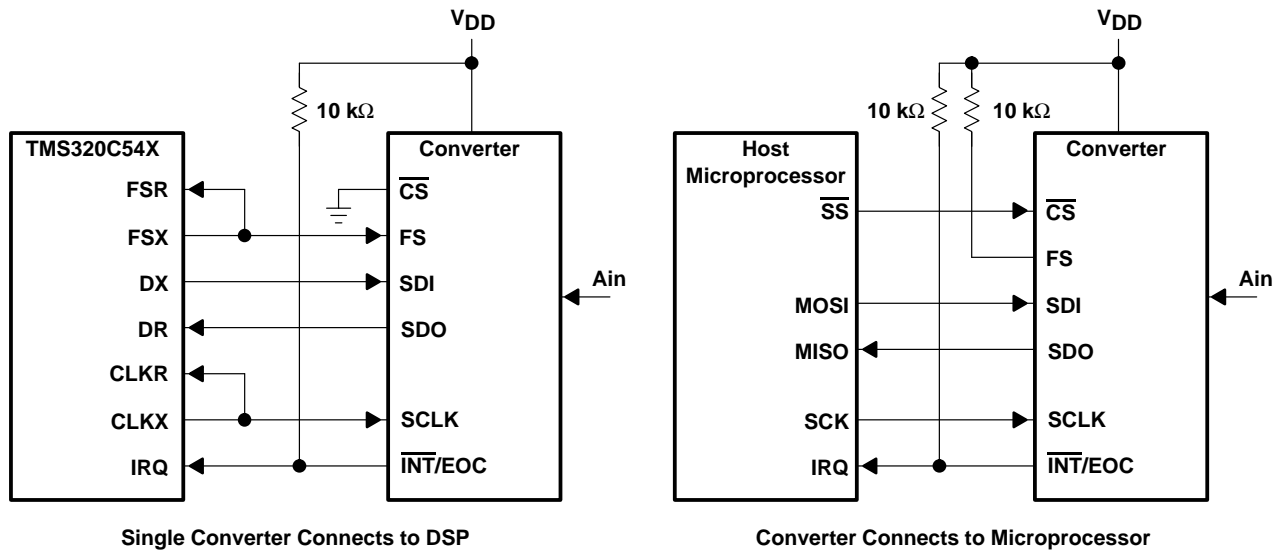 VDD
10 kΩ
TMS320C54X
Converter
FSR
CS
FSX
FS
DX
SDI
Ain
DR
SDO
CLKR
CLKX
SCLK
IRQ
INT/EOC
Single Converter Connects to DSP
VDD
10 kΩ
10 kΩ
Host
Microprocessor
Converter
SS
CS
FS
Ain
MOSI
SDI
MISO
SDO
SCK
SCLK
IRQ
INT/EOC
Converter Connects to Microprocessor